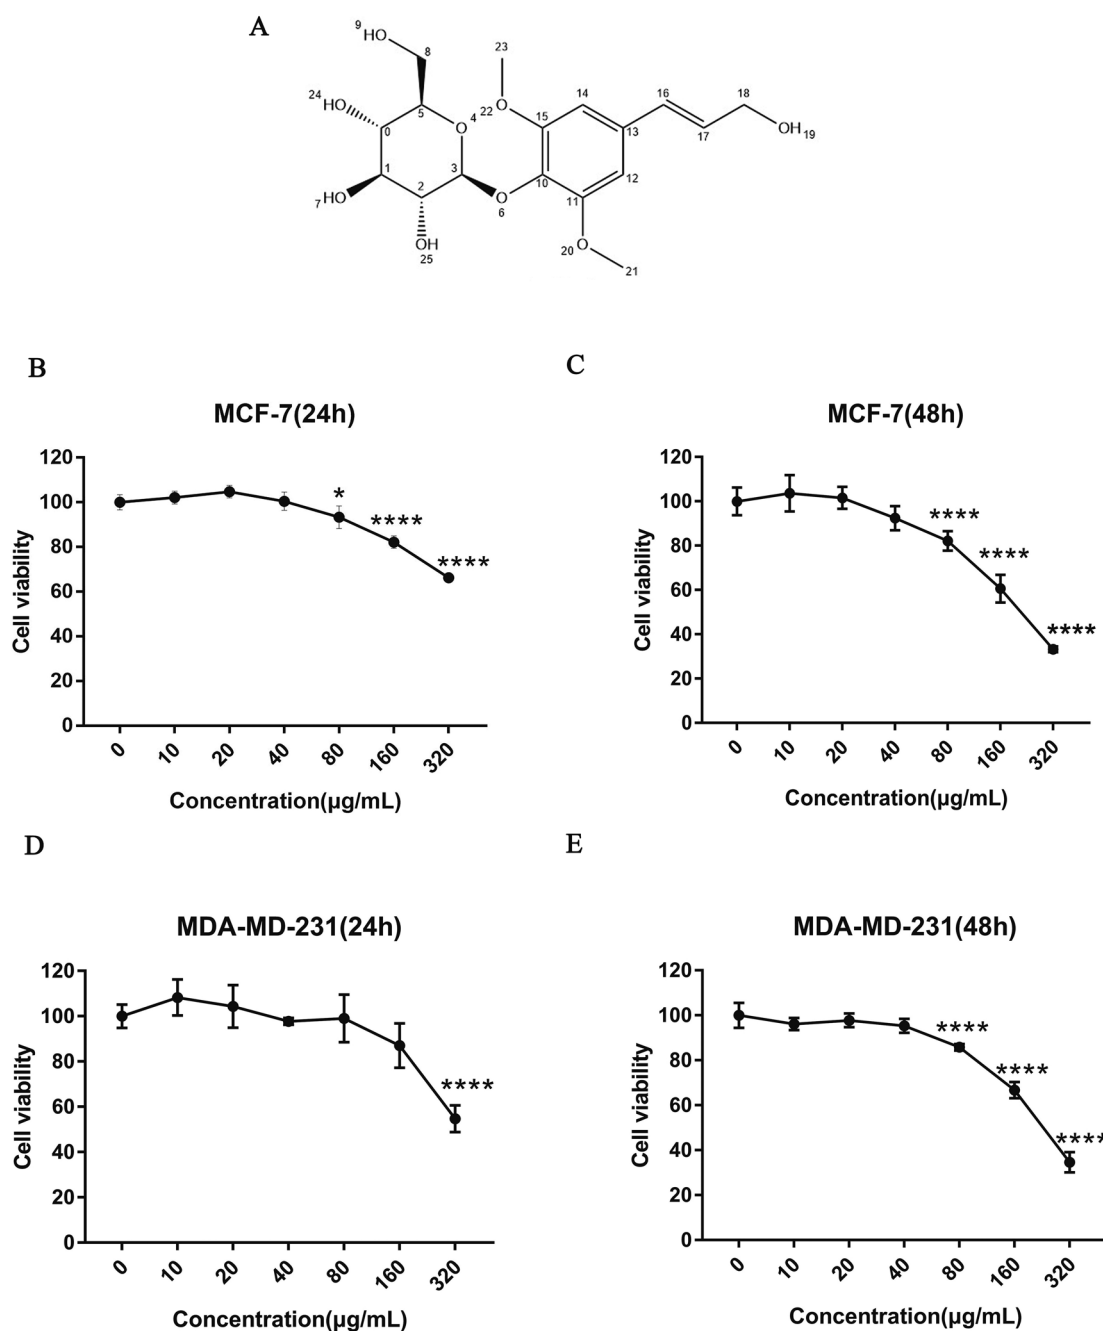 A
HO 9
8
23
HO 24
5
O 4
O 22
14
16
18
0
15
13
17
OH 19
1
3
HO 7
2
O 6
10
12
11
OH 25
O 20
21
B
MCF-7(24h)
Cell viability
120
100
80
60
40
20
0
*
****
****
0 10 20 40 80 160 320
Concentration(µg/mL)
C
MCF-7(48h)
Cell viability
120
100
80
60
40
20
0
****
****
****
0 10 20 40 80 160 320
Concentration(µg/mL)
D
MDA-MD-231(24h)
Cell viability
120
100
80
60
40
20
0
****
0 10 20 40 80 160 320
Concentration(µg/mL)
E
MDA-MD-231(48h)
Cell viability
120
100
80
60
40
20
0
****
****
****
0 10 20 40 80 160 320
Concentration(µg/mL)